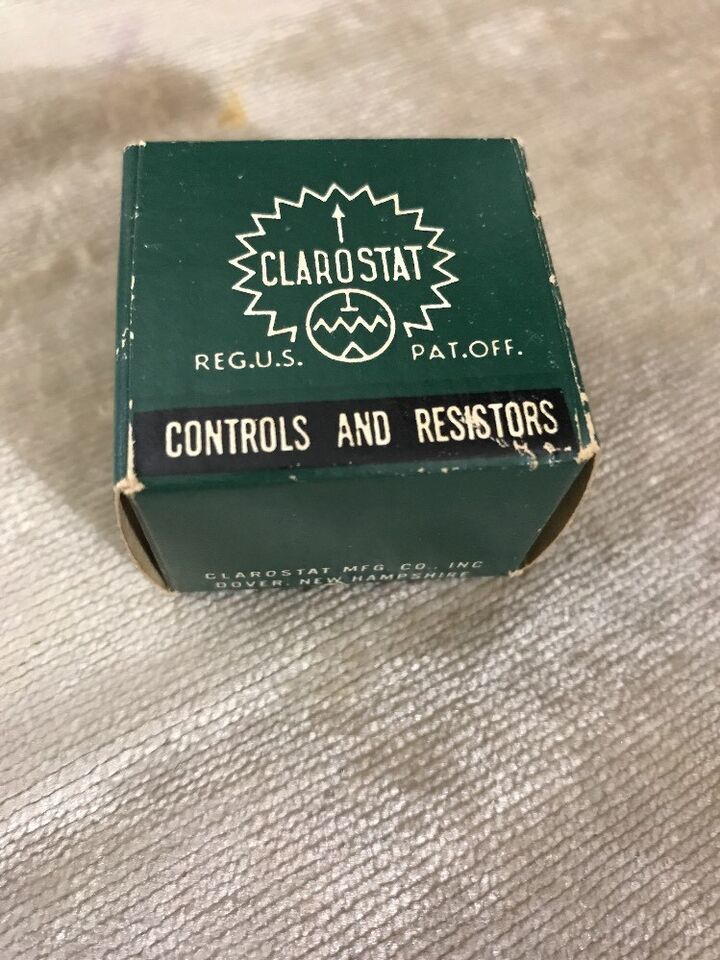 CLAROSTAT
REG.U.S. PAT.OFF.
CONTROLS AND RESISTORS
CLAROSTAT MFG. CO., INC
DOVER, NEW HAMPSHIRE